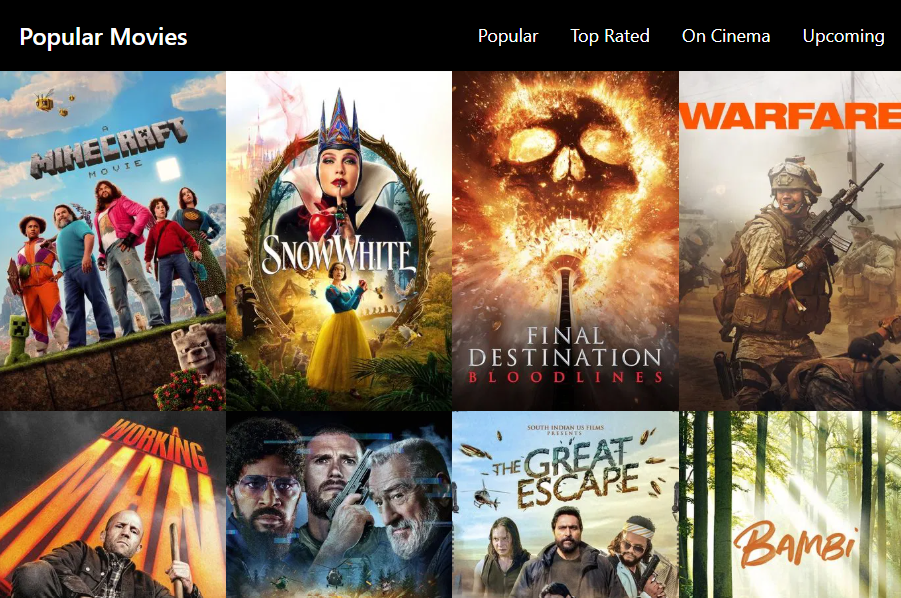 Popular Movies
Popular Top Rated On Cinema Upcoming
A
MINECRAFT
MOVIE
SNOW WHITE
FINAL
DESTINATION
BLOODLINES
WARFARE
A
WORKING
MAN
SOUTH INDIAN US FILMS
PRESENTS
THE GREAT
ESCAPE
BAMBI